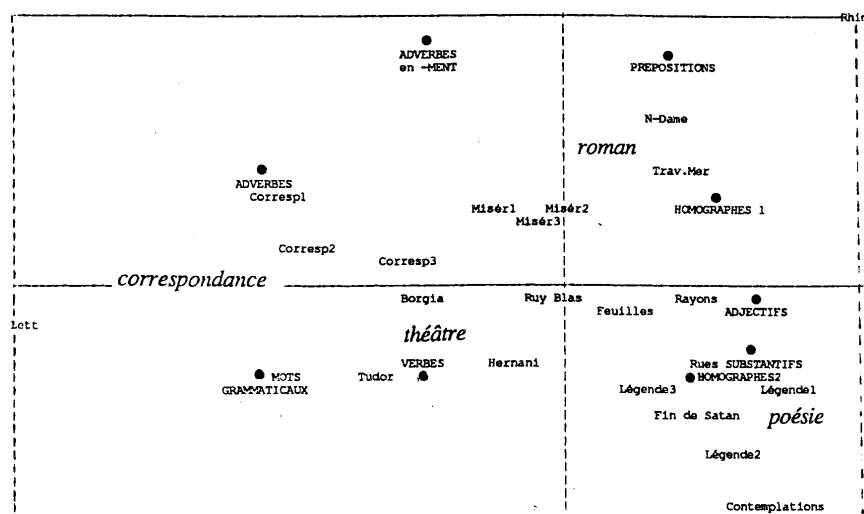 Rhin
ADVERBES
en -MENT
PREPOSITIONS
N-Dame
roman
Trav.Mer
ADVERBES
Corresp1
Misér1 Misér2
HOMOGRAPHES 1
Misér3
Corresp2
Corresp3
correspondance
Borgia Ruy Blas Rayons
Feuilles ADJECTIFS
Lett
théâtre
VERBES Hernani Rues SUBSTANTIFS
MOTS Tudor HOMOGRAPHES2
GRAMMATICAUX Légende3 Légende1
Fin de Satan poésie
Légende2
Contemplations